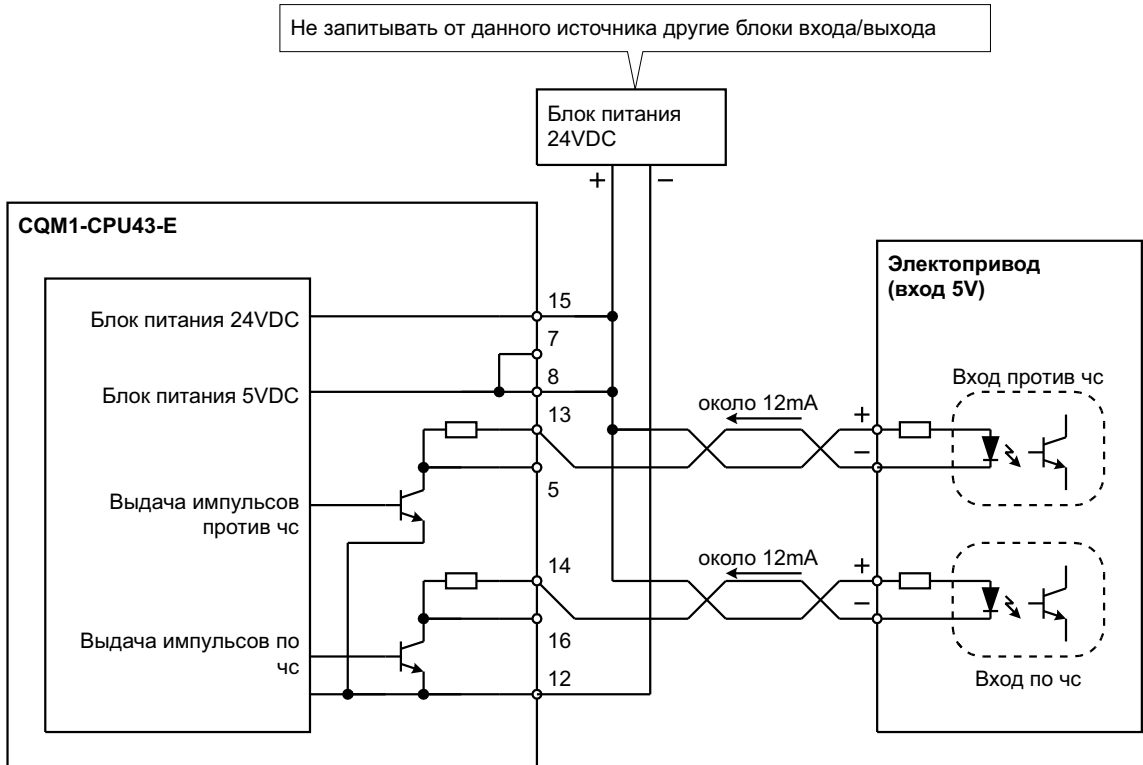 Не запитывать от данного источника другие блоки входа/выхода
Блок питания
24VDC
+
–
CQM1-CPU43-E
Электопривод
(вход 5V)
Блок питания 24VDC
15
7
Блок питания 5VDC
8
13
около 12mA
+
–
Вход против чс
5
Выдача импульсов
против чс
14
около 12mA
+
–
16
Выдача импульсов по
чс
12
Вход по чс